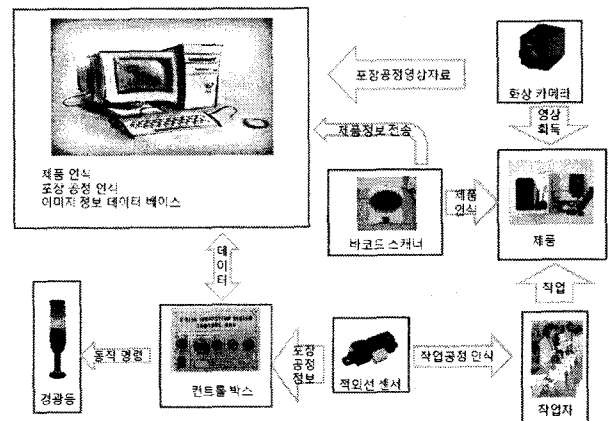 포장공정영상자료
화상 카메라
영상
획득
제품정보 전송
제품 인식
포장 공정 인식
이미지 정보 데이터 베이스
바코드 스캐너
제품
인식
제품
데
이
터
작업
동작 명령
포장
공정
정보
작업공정 인식
경광등
컨트롤 박스
적외선 센서
작업자